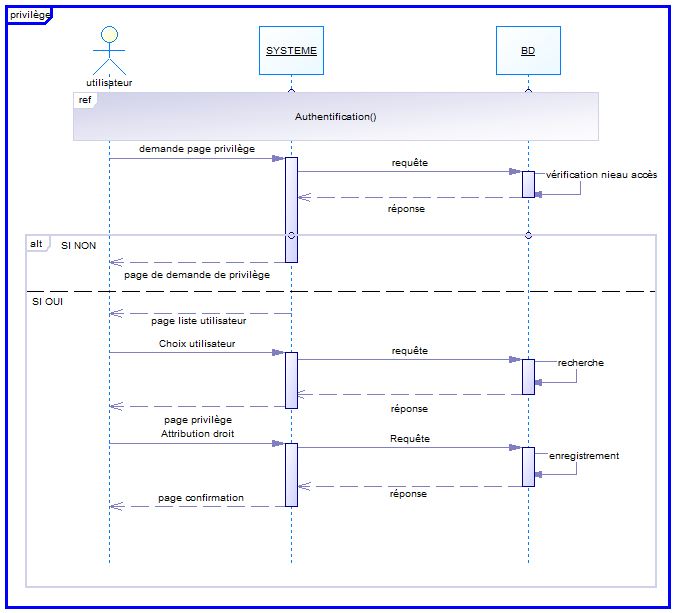 privilège
utilisateur
SYSTEME
BD
ref
Authentification()
demande page privilège
requête
vérification nieau accès
réponse
alt
SI NON
page de demande de privilège
SI OUI
page liste utilisateur
Choix utilisateur
requête
recherche
réponse
page privilège
Attribution droit
Requête
enregistrement
réponse
page confirmation